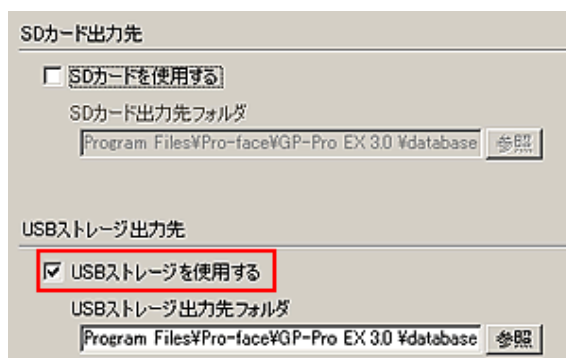 SDカード出力先
SDカードを使用する
SDカード出力先フォルダ
Program Files¥Pro-face¥GP-Pro EX 3.0 ¥database 参照
USBストレージ出力先
USBストレージを使用する
USBストレージ出力先フォルダ
Program Files¥Pro-face¥GP-Pro EX 3.0 ¥database 参照